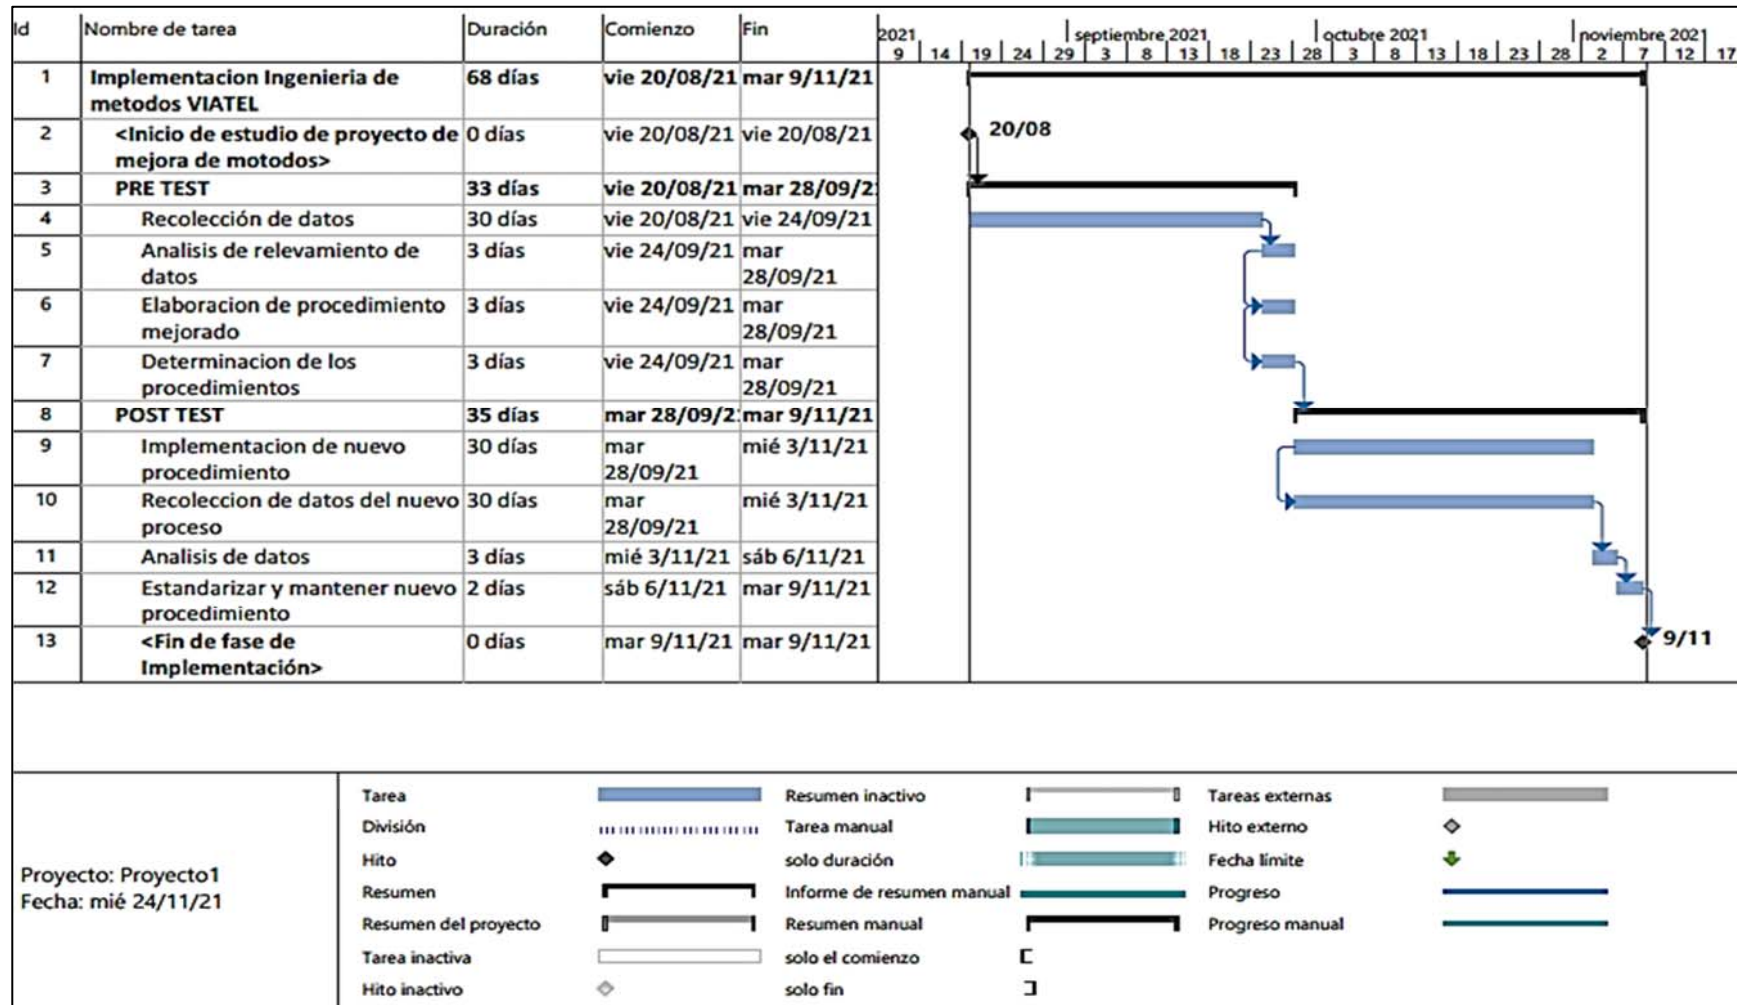 Id Nombre de tarea Duración Comienzo Fin
2021 septiembre 2021 octubre 2021 noviembre 2021
9 14 19 24 29 3 8 13 18 23 28 3 8 13 18 23 28 2 7 12 17
1 Implementacion Ingenieria de 68 días vie 20/08/21 mar 9/11/21
metodos VIATEL
2 <Inicio de estudio de proyecto de 0 días vie 20/08/21 vie 20/08/21 20/08
mejora de motodos>
3 PRE TEST 33 días vie 20/08/21 mar 28/09/2
4 Recolección de datos 30 días vie 20/08/21 vie 24/09/21
5 Analisis de relevamiento de 3 días vie 24/09/21 mar
datos 28/09/21
6 Elaboracion de procedimiento 3 días vie 24/09/21 mar
mejorado 28/09/21
7 Determinacion de los 3 días vie 24/09/21 mar
procedimientos 28/09/21
8 POST TEST 35 días mar 28/09/2 mar 9/11/21
9 Implementacion de nuevo 30 días mar mié 3/11/21
procedimiento 28/09/21
10 Recoleccion de datos del nuevo 30 días mar mié 3/11/21
proceso 28/09/21
11 Analisis de datos 3 días mié 3/11/21 sáb 6/11/21
12 Estandarizar y mantener nuevo 2 días sáb 6/11/21 mar 9/11/21
procedimiento
13 <Fin de fase de 0 días mar 9/11/21 mar 9/11/21 9/11
Implementación>
Proyecto: Proyecto1
Fecha: mié 24/11/21
Tarea Resumen inactivo Tareas externas
División Tarea manual Hito externo
Hito solo duración Fecha límite
Resumen Informe de resumen manual Progreso
Resumen del proyecto Resumen manual Progreso manual
Tarea inactiva solo el comienzo
Hito inactivo solo fin